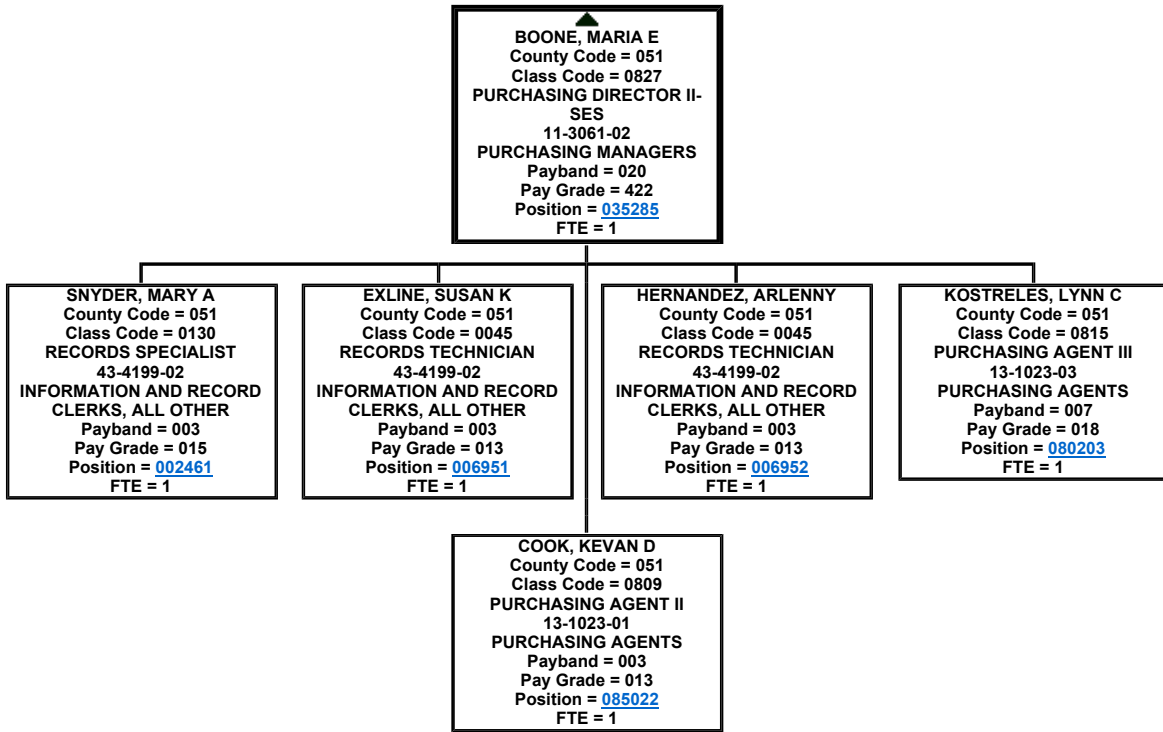 BOONE, MARIA E
County Code = 051
Class Code = 0827
PURCHASING DIRECTOR II-
SES
11-3061-02
PURCHASING MANAGERS
Payband = 020
Pay Grade = 422
Position = 035285
FTE = 1
SNYDER, MARY A
County Code = 051
Class Code = 0130
RECORDS SPECIALIST
43-4199-02
INFORMATION AND RECORD
CLERKS, ALL OTHER
Payband = 003
Pay Grade = 015
Position = 002461
FTE = 1
EXLINE, SUSAN K
County Code = 051
Class Code = 0045
RECORDS TECHNICIAN
43-4199-02
INFORMATION AND RECORD
CLERKS, ALL OTHER
Payband = 003
Pay Grade = 013
Position = 006951
FTE = 1
HERNANDEZ, ARLENNY
County Code = 051
Class Code = 0045
RECORDS TECHNICIAN
43-4199-02
INFORMATION AND RECORD
CLERKS, ALL OTHER
Payband = 003
Pay Grade = 013
Position = 006952
FTE = 1
KOSTRELES, LYNN C
County Code = 051
Class Code = 0815
PURCHASING AGENT III
13-1023-03
PURCHASING AGENTS
Payband = 007
Pay Grade = 018
Position = 080203
FTE = 1
COOK, KEVAN D
County Code = 051
Class Code = 0809
PURCHASING AGENT II
13-1023-01
PURCHASING AGENTS
Payband = 003
Pay Grade = 013
Position = 085022
FTE = 1